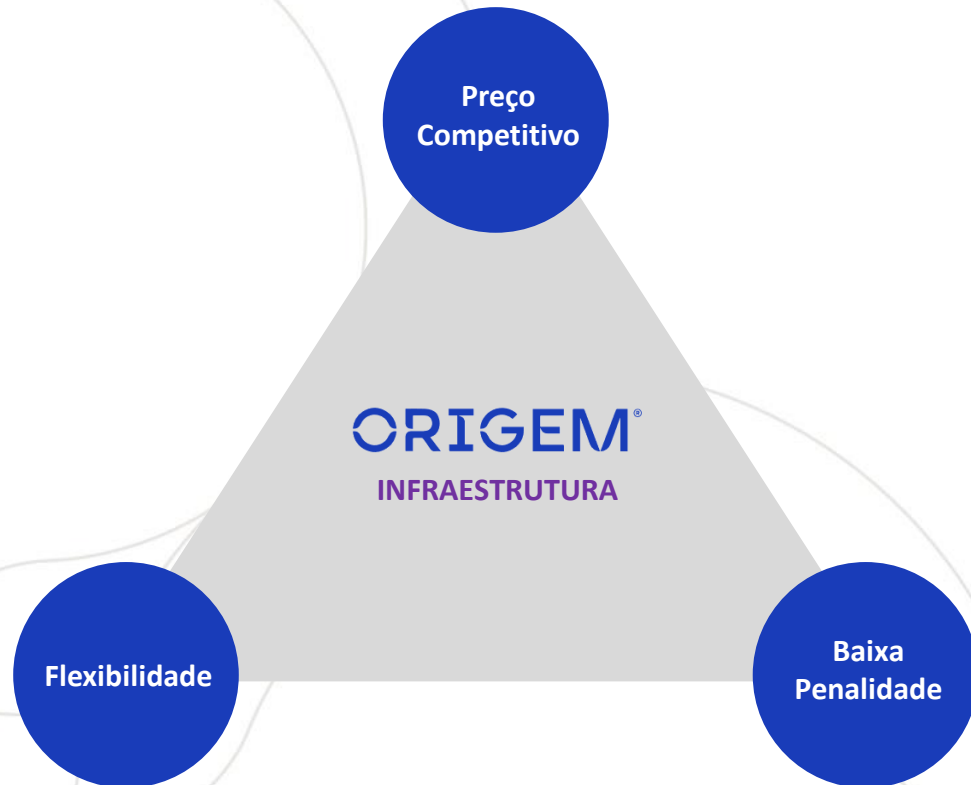 Preço
Competitivo
ORIGEM®
INFRAESTRUTURA
Flexibilidade
Baixa
Penalidade